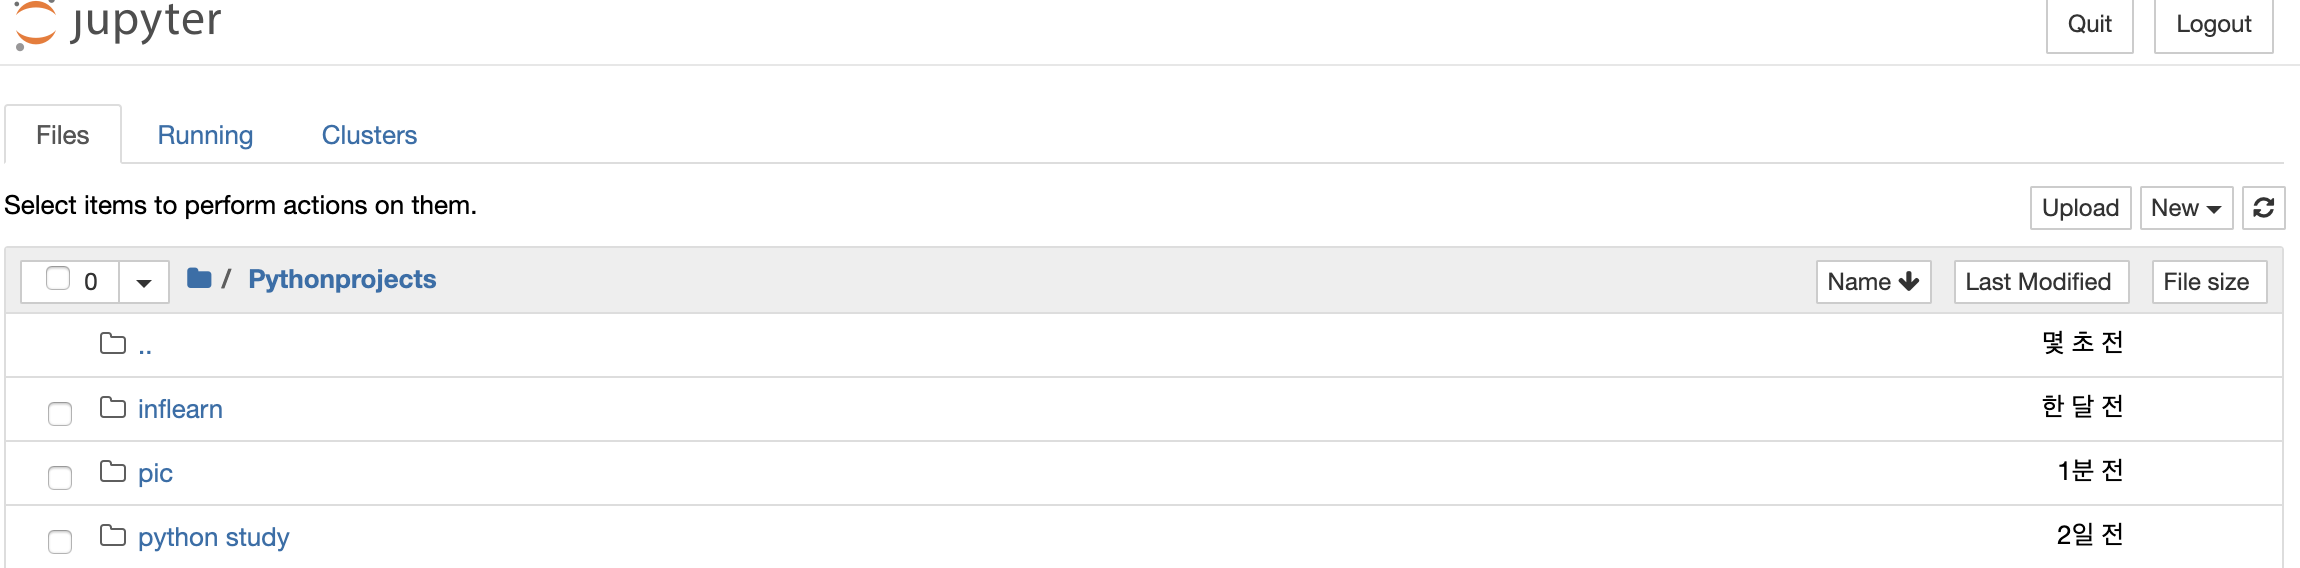 jupyter
Quit Logout
Files Running Clusters
Select items to perform actions on them.
Upload New
0 / Pythonprojects Name Last Modified File size
.. 몇 초 전
inflearn 한 달 전
pic 1분 전
python study 2일 전